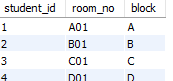 student_id room_no block
1 A01 A
2 B01 B
3 C01 C
4 D01 D